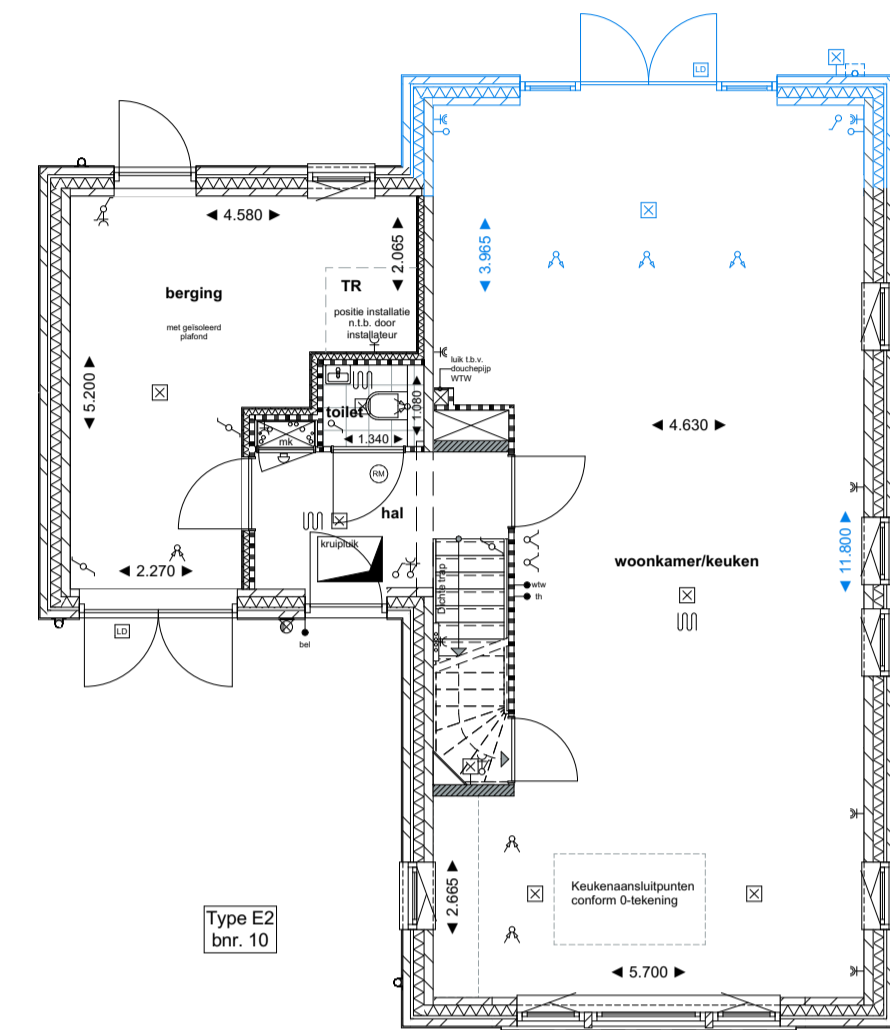 LD
4.580
2.065
3.965
berging
TR
met geïsoleerd
plafond
positie installatie
n.t.b. door
installateur
luik t.b.v.
douchepijp
WTW
5.200
toilet
1.080
4.630
mk
1.340
RM
hal
kruipluik
Dichte trap
woonkamer/keuken
11.800
2.270
wtw
th
LD
bel
2.665
Keukenaansluitpunten
conform 0-tekening
Type E2
bnr. 10
5.700